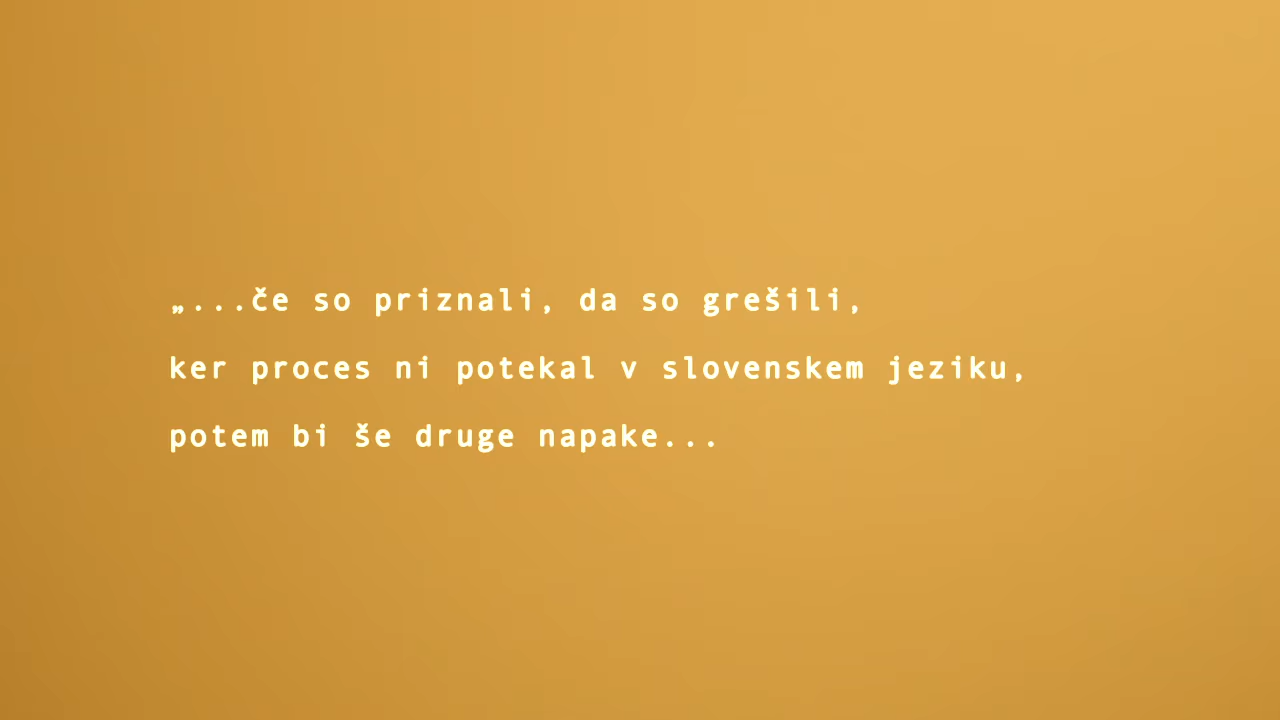 „...če so priznali, da so grešili,
ker proces ni potekal v slovenskem jeziku,
potem bi še druge napake...